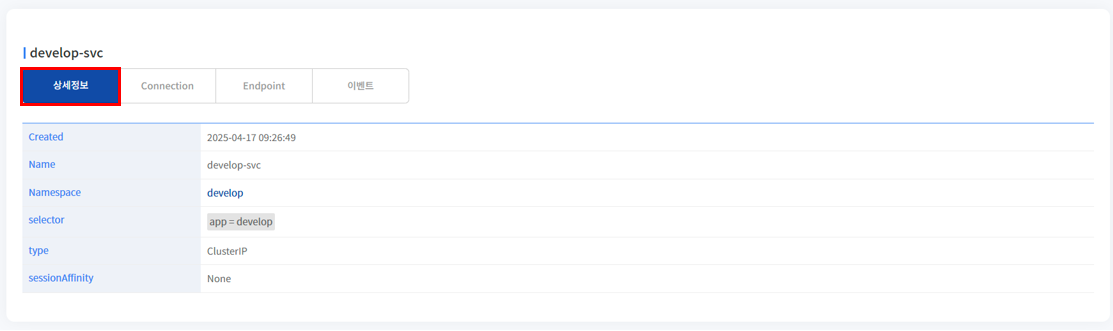 develop-svc
상세정보 Connection Endpoint 이벤트
Created 2025-04-17 09:26:49
Name develop-svc
Namespace develop
selector app = develop
type ClusterIP
sessionAffinity None